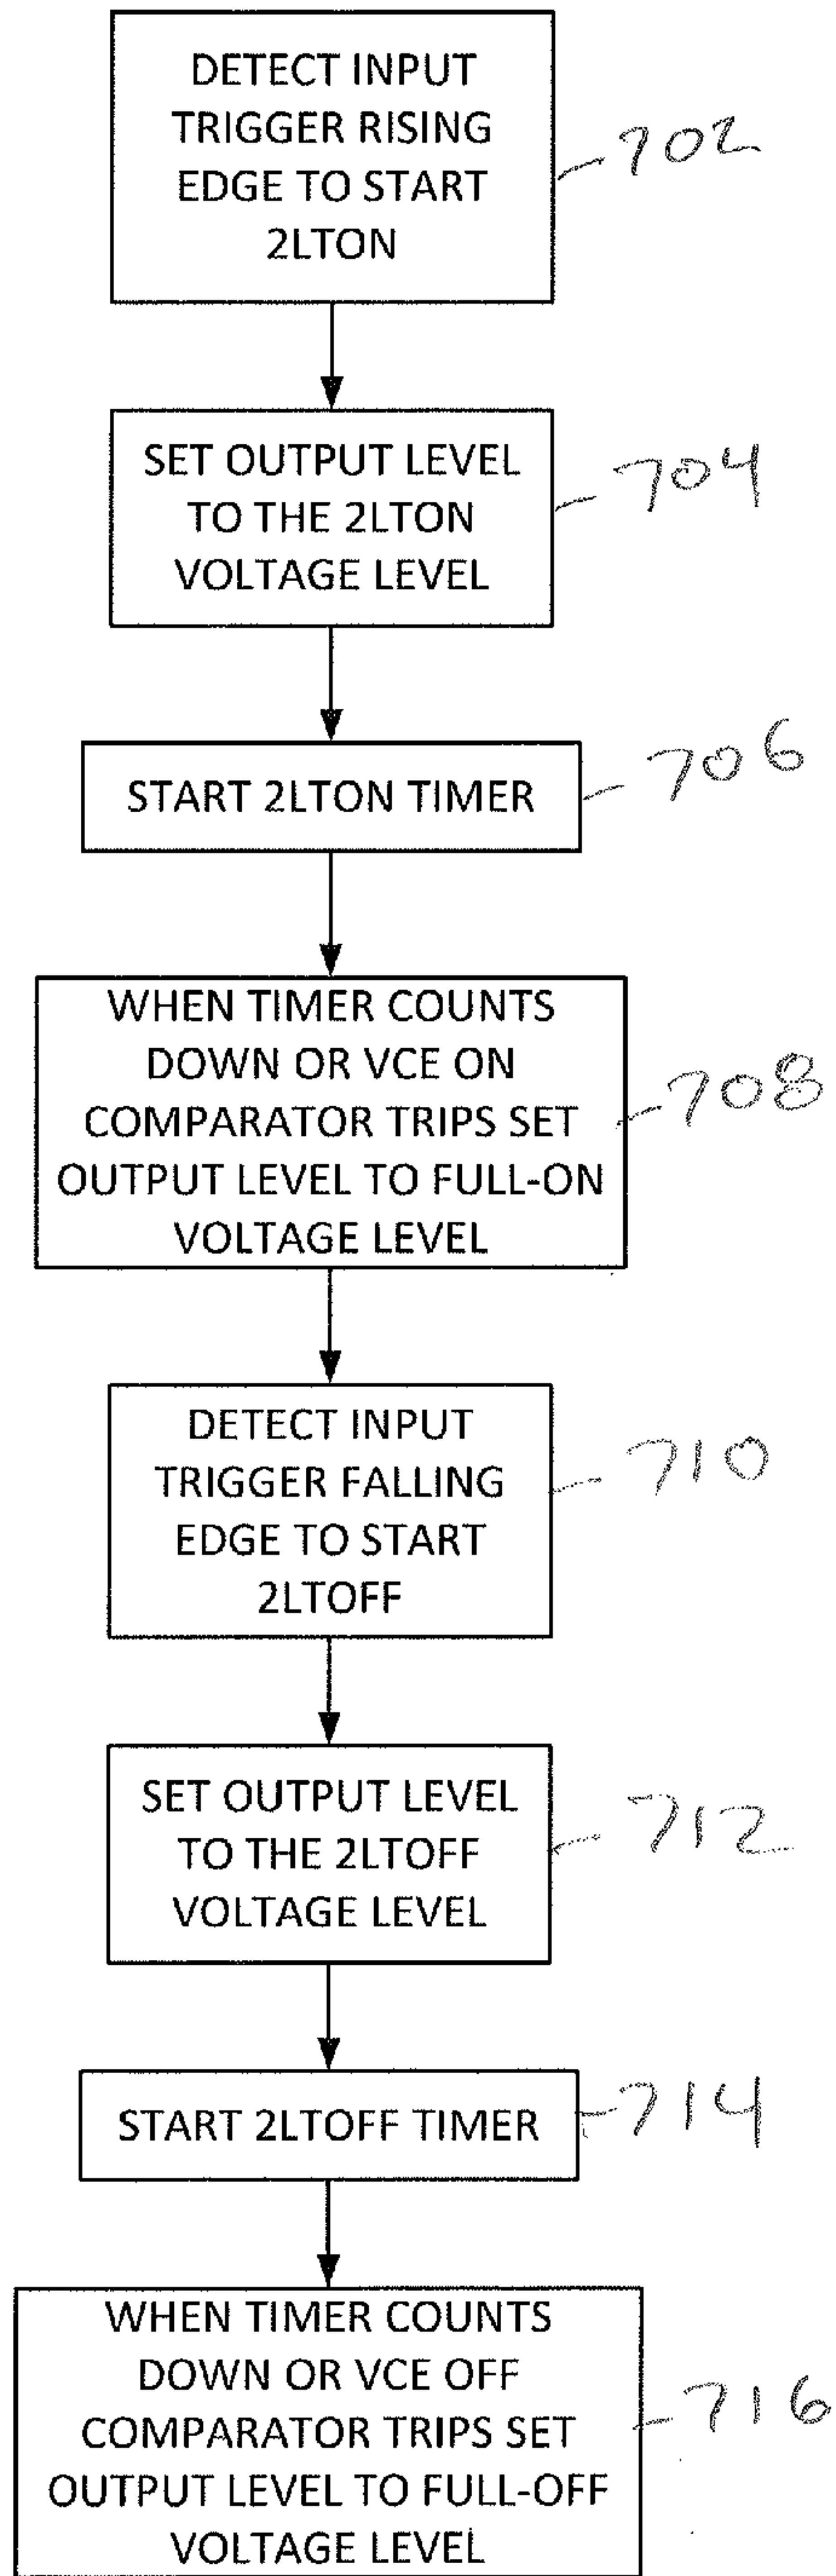 DETECT INPUT
TRIGGER RISING
EDGE TO START
2LTON
702
SET OUTPUT LEVEL
TO THE 2LTON
VOLTAGE LEVEL
704
START 2LTON TIMER
706
WHEN TIMER COUNTS
DOWN OR VCE ON
COMPARATOR TRIPS SET
OUTPUT LEVEL TO FULL-ON
VOLTAGE LEVEL
708
DETECT INPUT
TRIGGER FALLING
EDGE TO START
2LTOFF
710
SET OUTPUT LEVEL
TO THE 2LTOFF
VOLTAGE LEVEL
712
START 2LTOFF TIMER
714
WHEN TIMER COUNTS
DOWN OR VCE OFF
COMPARATOR TRIPS SET
OUTPUT LEVEL TO FULL-OFF
VOLTAGE LEVEL
716